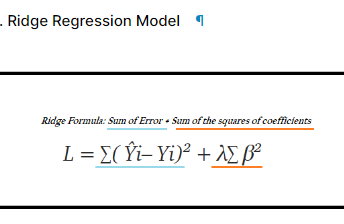 . Ridge Regression Model ¶
Ridge Formula: Sum of Error + Sum of the squares of coefficients
L = ∑( Ŷi– Yi)² + λ∑ β²